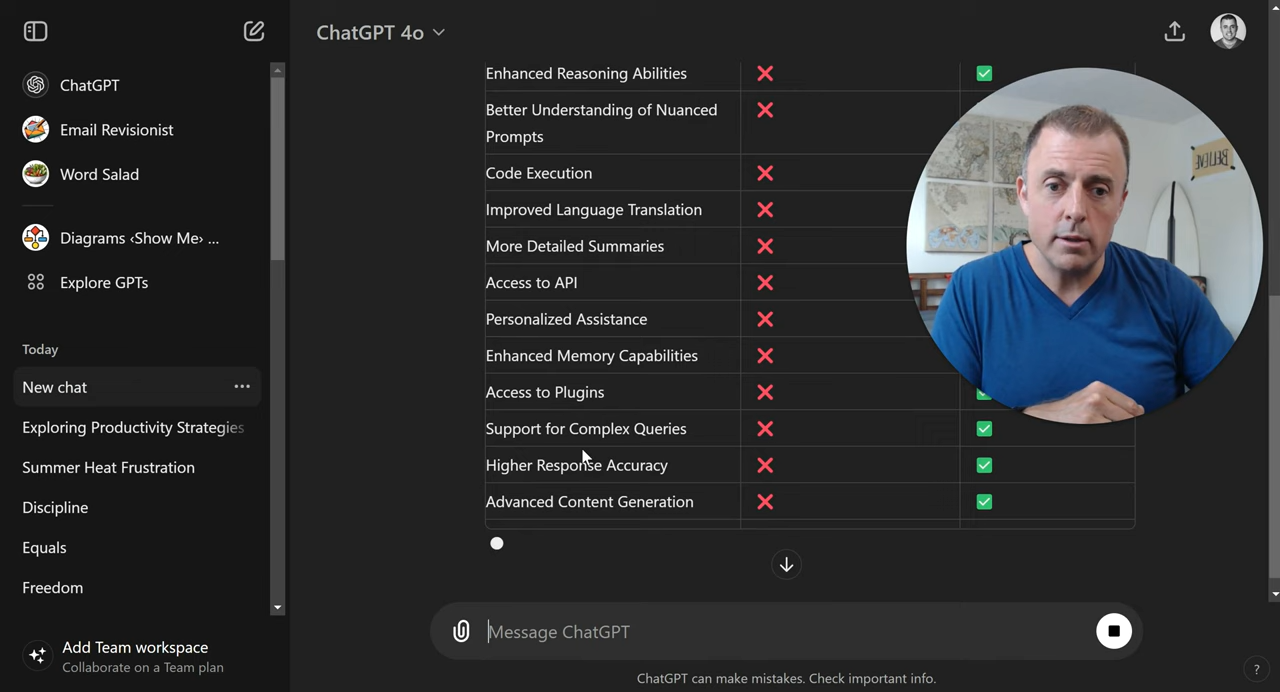 ChatGPT 4o
ChatGPT
Email Revisionist
Word Salad
Diagrams ‹Show Me› ...
Explore GPTs
Today
New chat
Exploring Productivity Strategies
Summer Heat Frustration
Discipline
Equals
Freedom
Add Team workspace
Collaborate on a Team plan
Enhanced Reasoning Abilities ❌ ✅
Better Understanding of Nuanced
Prompts ❌
Code Execution ❌
Improved Language Translation ❌
More Detailed Summaries ❌
Access to API ❌
Personalized Assistance ❌
Enhanced Memory Capabilities ❌
Access to Plugins ❌ ✅
Support for Complex Queries ❌ ✅
Higher Response Accuracy ❌ ✅
Advanced Content Generation ❌ ✅
BELIEVE
Message ChatGPT
ChatGPT can make mistakes. Check important info.
?